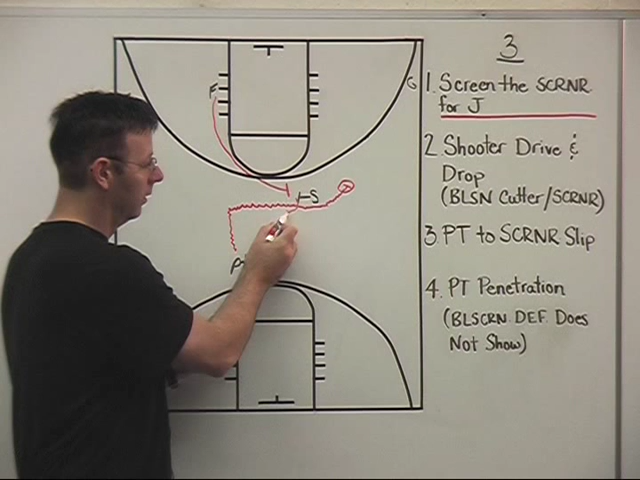 3
1. Screen the SCRNR
for J
2. Shooter Drive &
Drop
(BLSN Cutter/SCRNR)
3. PT to SCRNR Slip
4. PT Penetration
(BLSCRN DEF. Does
Not Show)
F
G
S
P